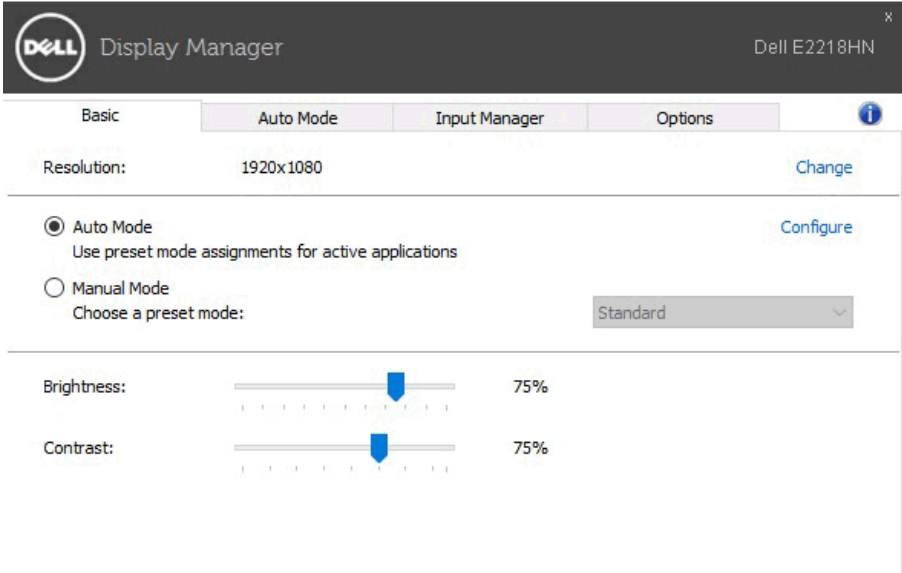 DELL Display Manager
x
Dell E2218HN
Basic Auto Mode Input Manager Options i
Resolution: 1920x1080 Change
Auto Mode Configure
Use preset mode assignments for active applications
Manual Mode
Choose a preset mode: Standard
Brightness: 75%
Contrast: 75%